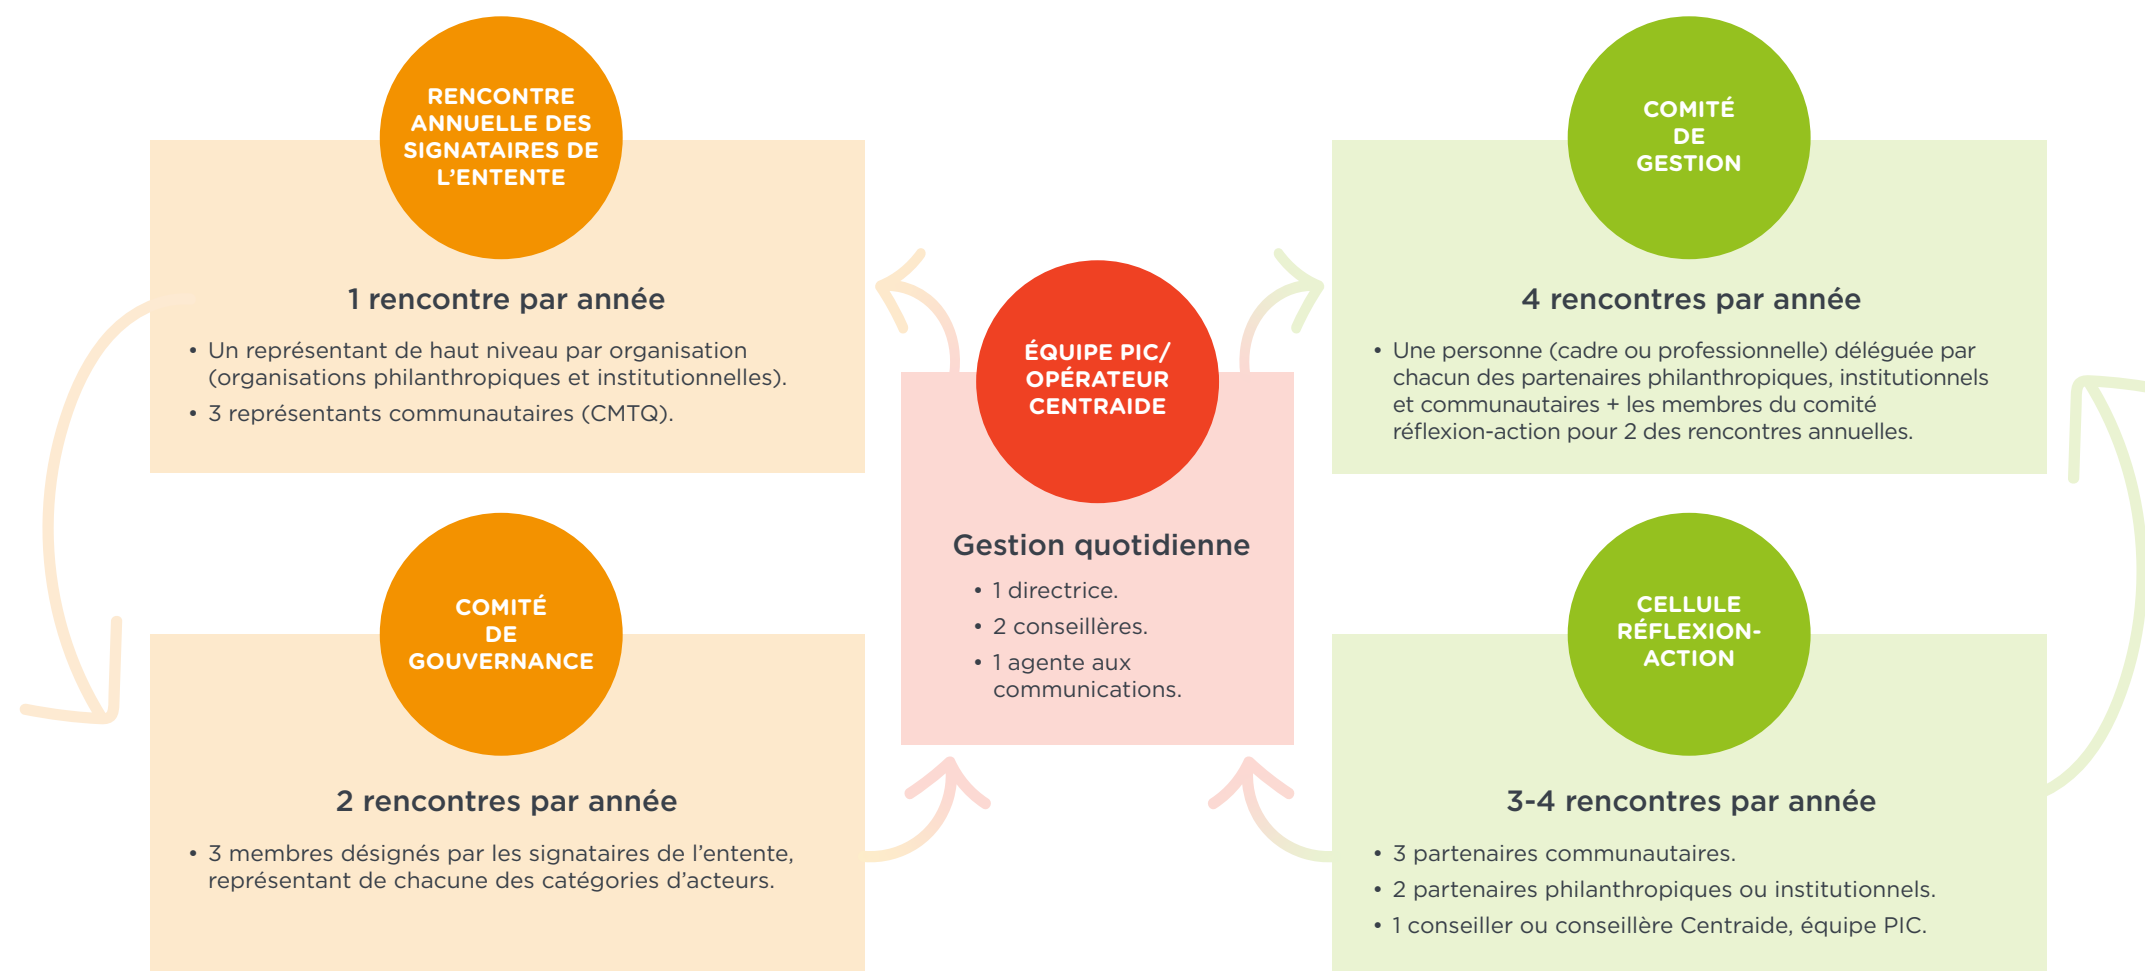 RENCONTRE
ANNUELLE DES
SIGNATAIRES DE
L’ENTENTE
1 rencontre par année
• Un représentant de haut niveau par organisation
(organisations philanthropiques et institutionnelles).
• 3 représentants communautaires (CMTQ).
COMITÉ
DE
GOUVERNANCE
2 rencontres par année
• 3 membres désignés par les signataires de l’entente,
représentant de chacune des catégories d’acteurs.
ÉQUIPE PIC/
OPÉRATEUR
CENTRAIDE
Gestion quotidienne
• 1 directrice.
• 2 conseillères.
• 1 agente aux
communications.
COMITÉ
DE
GESTION
4 rencontres par année
• Une personne (cadre ou professionnelle) déléguée par
chacun des partenaires philanthropiques, institutionnels
et communautaires + les membres du comité
réflexion-action pour 2 des rencontres annuelles.
CELLULE
RÉFLEXION-
ACTION
3-4 rencontres par année
• 3 partenaires communautaires.
• 2 partenaires philanthropiques ou institutionnels.
• 1 conseiller ou conseillère Centraide, équipe PIC.